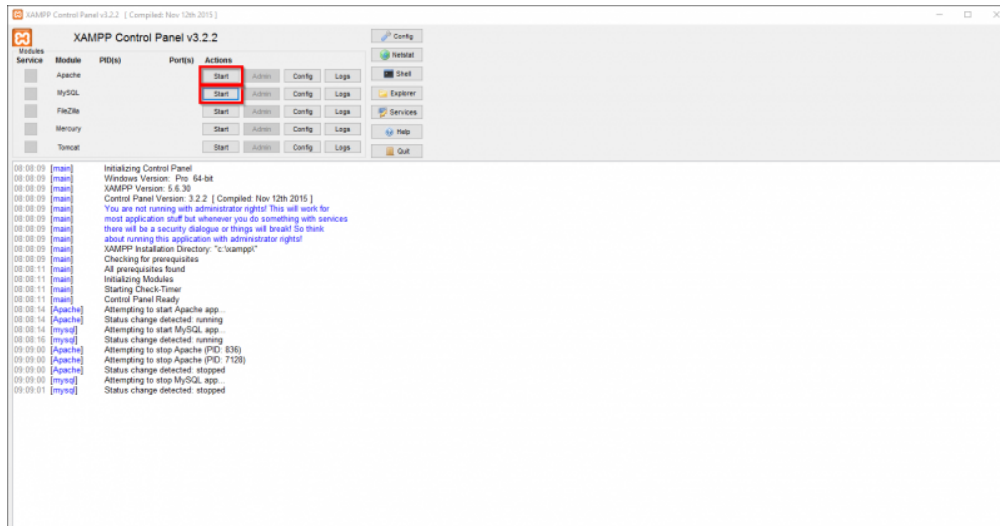 XAMPP Control Panel v3.2.2 [ Compiled: Nov 12th 2015 ]
XAMPP Control Panel v3.2.2
Config
Modules
Service Module PID(s) Port(s) Actions
Netstat
Apache Start Admin Config Logs
Shell
MySQL Start Admin Config Logs
Explorer
FileZilla Start Admin Config Logs
Services
Mercury Start Admin Config Logs
Help
Tomcat Start Admin Config Logs
Quit
08:08:09 [main] Initializing Control Panel
08:08:09 [main] Windows Version: Pro 64-bit
08:08:09 [main] XAMPP Version: 5.6.30
08:08:09 [main] Control Panel Version: 3.2.2 [ Compiled: Nov 12th 2015 ]
08:08:09 [main] You are not running with administrator rights! This will work for
08:08:09 [main] most application stuff but whenever you do something with services
08:08:09 [main] there will be a security dialogue or things will break! So think
08:08:09 [main] about running this application with administrator rights!
08:08:09 [main] XAMPP Installation Directory: "c:\xampp\"
08:08:09 [main] Checking for prerequisites
08:08:11 [main] All prerequisites found
08:08:11 [main] Initializing Modules
08:08:11 [main] Starting Check-Timer
08:08:11 [main] Control Panel Ready
08:08:14 [Apache] Attempting to start Apache app...
08:08:14 [Apache] Status change detected: running
08:08:14 [mysql] Attempting to start MySQL app...
08:08:16 [mysql] Status change detected: running
09:09:00 [Apache] Attempting to stop Apache (PID: 836)
09:09:00 [Apache] Attempting to stop Apache (PID: 7128)
09:09:00 [Apache] Status change detected: stopped
09:09:00 [mysql] Attempting to stop MySQL app...
09:09:01 [mysql] Status change detected: stopped